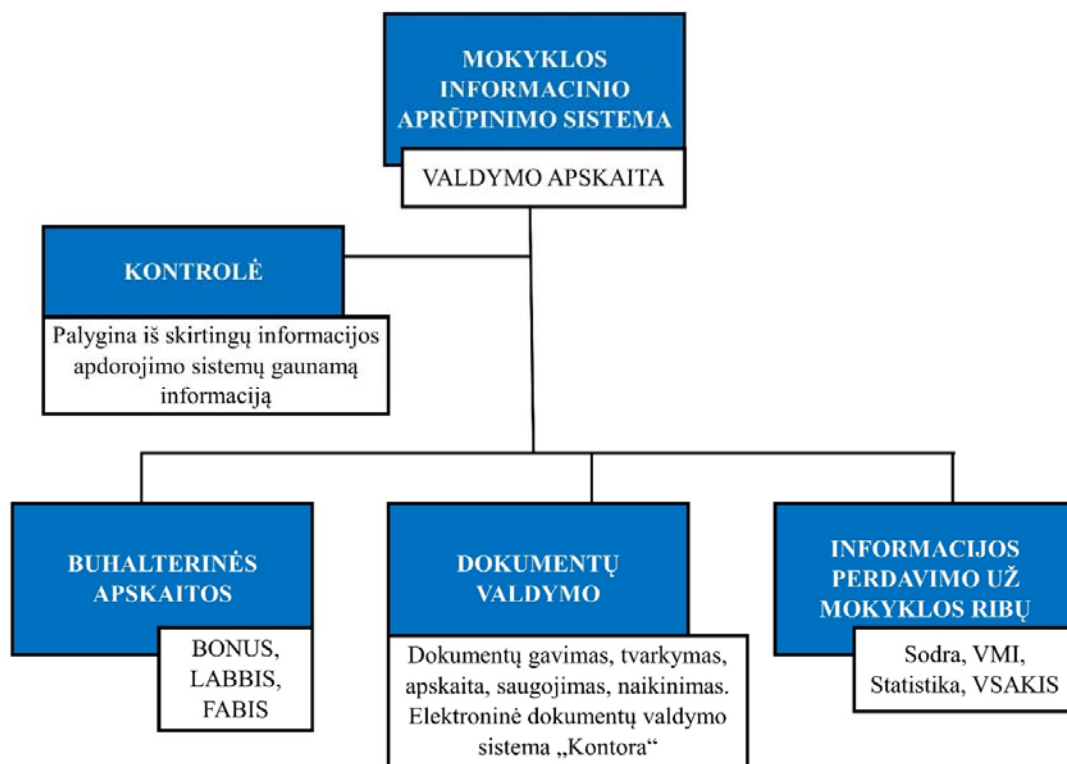 MOKYKLOS
INFORMACINIO
APRŪPINIMO SISTEMA
VALDYMO APSKAITA
KONTROLĖ
Palygina iš skirtingų informacijos
apdorojimo sistemų gaunamą
informaciją
BUHALTERINĖS
APSKAITOS
BONUS,
LABBIS,
FABIS
DOKUMENTŲ
VALDYMO
Dokumentų gavimas, tvarkymas,
apskaita, saugojimas, naikinimas.
Elektroninė dokumentų valdymo
sistema „Kontora“
INFORMACIJOS
PERDAVIMO UŽ
MOKYKLOS RIBŲ
Sodra, VMI,
Statistika, VSAKIS